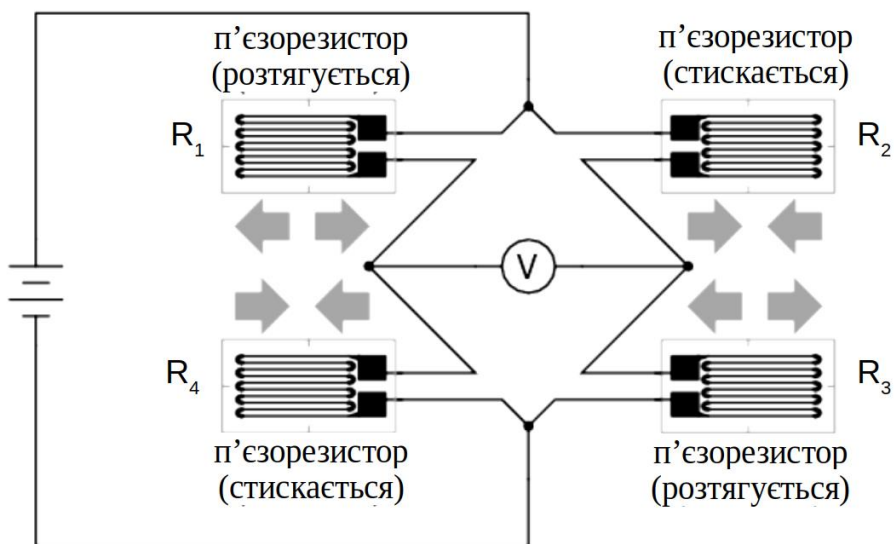 п’єзорезистор
(розтягується)
п’єзорезистор
(стискається)
R1
R2
V
R4
R3
п’єзорезистор
(стискається)
п’єзорезистор
(розтягується)